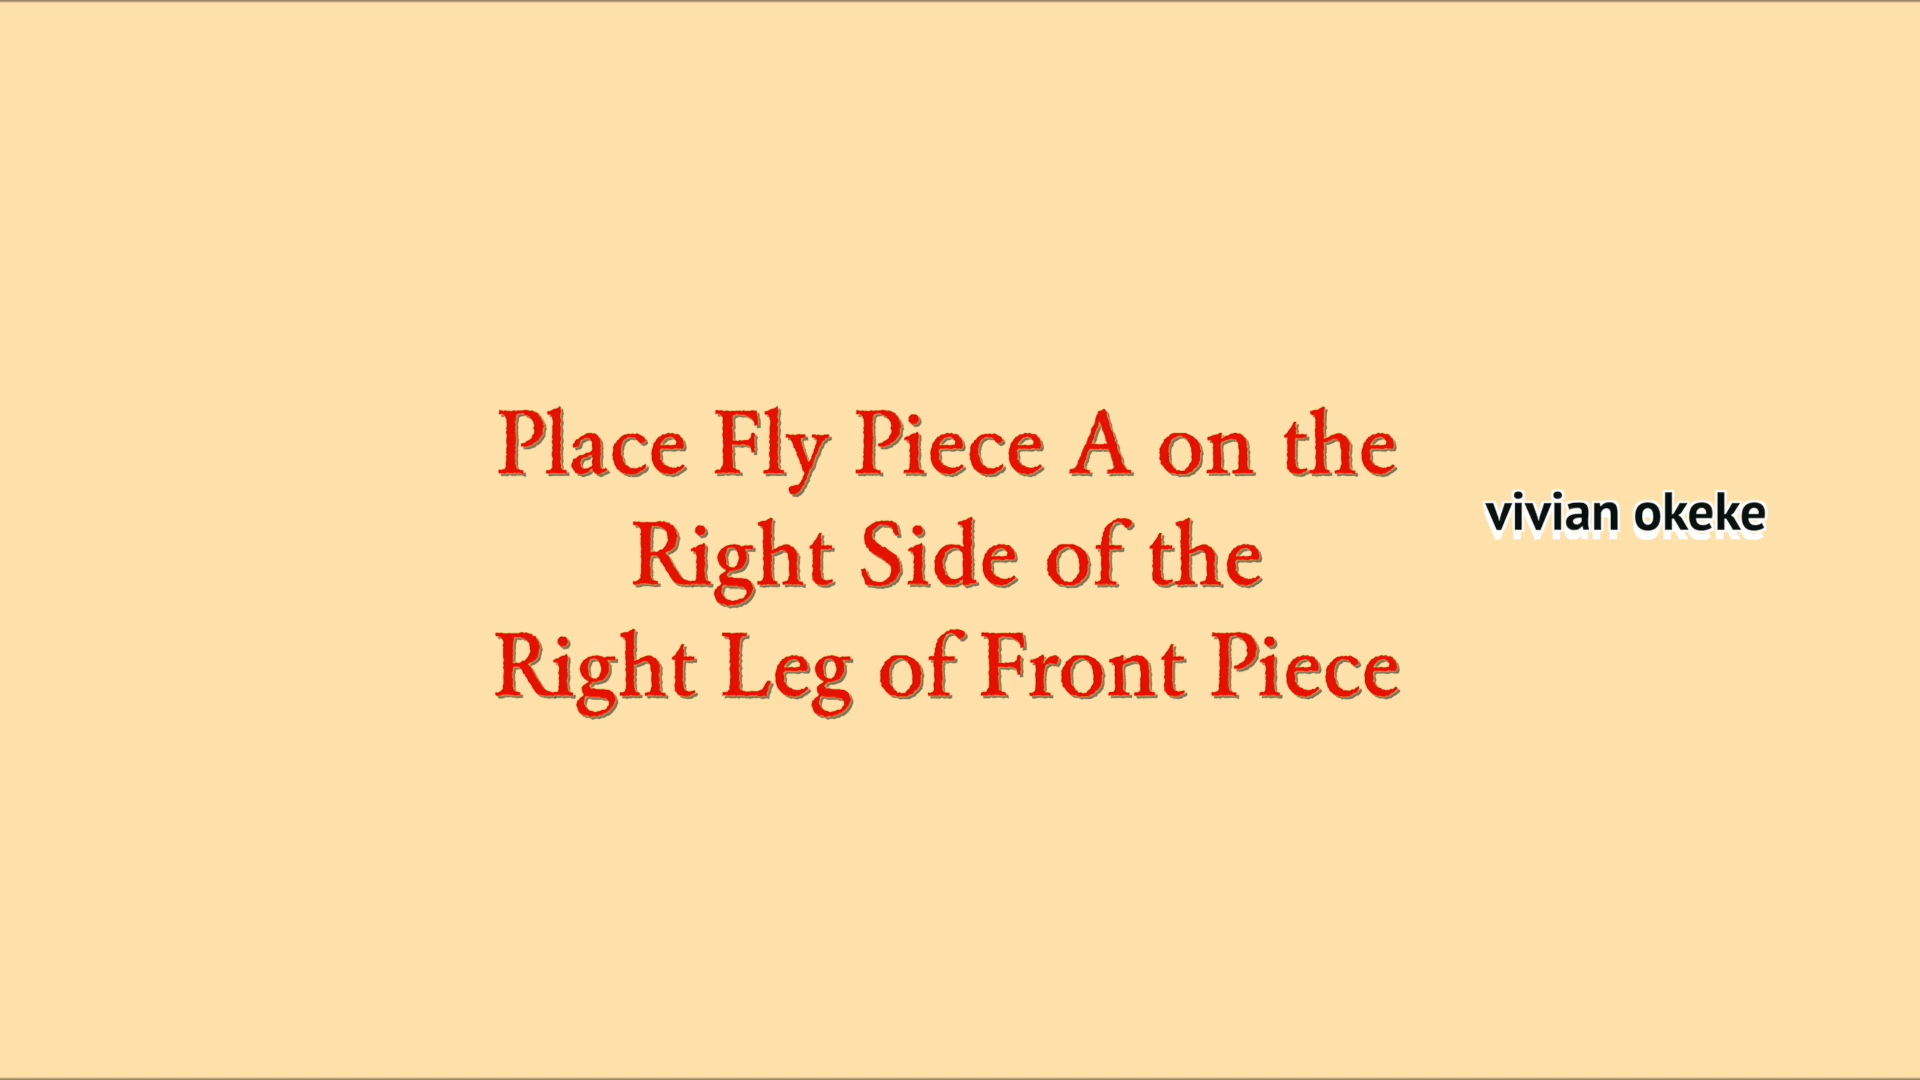 Place Fly Piece A on the
Right Side of the
Right Leg of Front Piece
vivian okeke